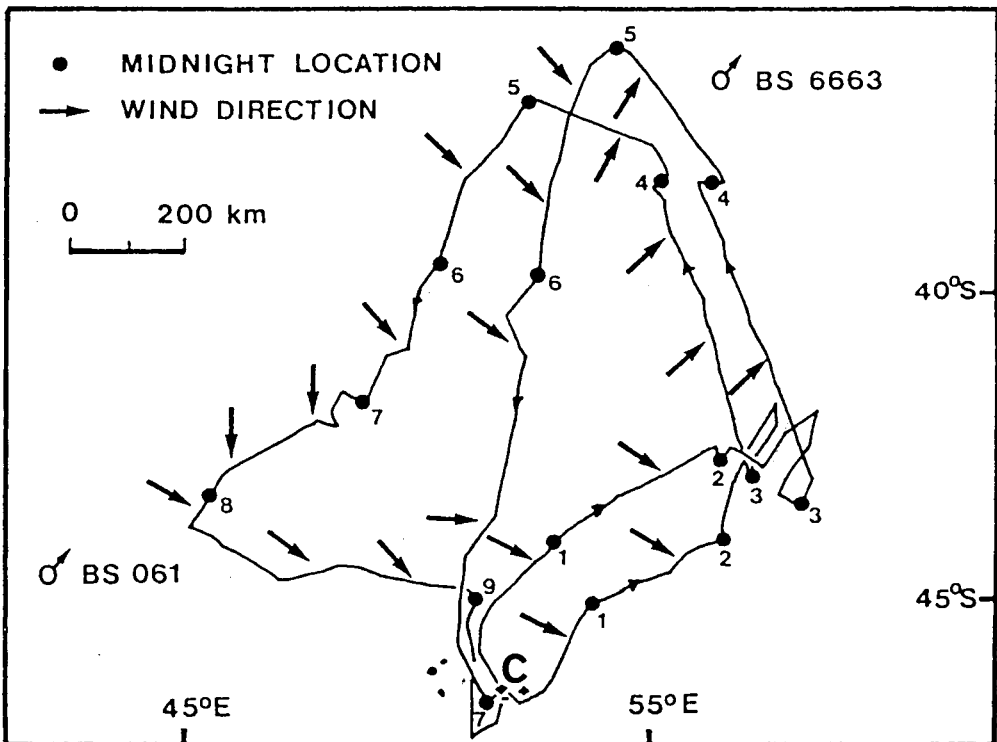 MIDNIGHT LOCATION
WIND DIRECTION
0 200 km
♂ BS 6663
5
5
4
4
6
6
40°S
7
2
3
3
8
1
2
♂ BS 061
9
1
45°S
C
7
45°E
55°E